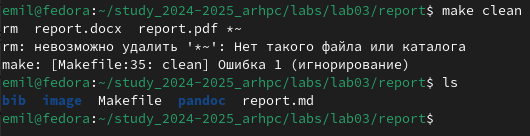 emil@fedora:~/study_2024-2025_arhpc/labs/lab03/report$ make clean
rm  report.docx  report.pdf *~
rm: невозможно удалить '*~': Нет такого файла или каталога
make: [Makefile:35: clean] Ошибка 1 (игнорирование)
emil@fedora:~/study_2024-2025_arhpc/labs/lab03/report$ ls
bib  image  Makefile  pandoc  report.md
emil@fedora:~/study_2024-2025_arhpc/labs/lab03/report$